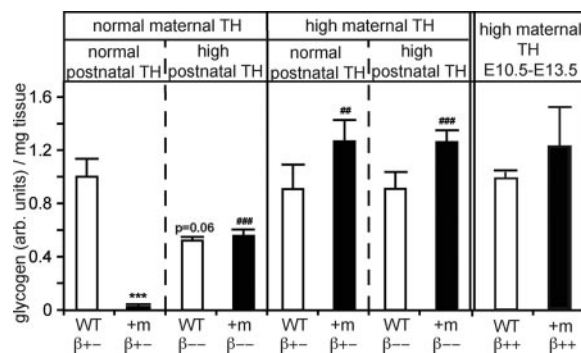 normal maternal TH
high maternal TH
high maternal
TH
E10.5-E13.5
normal
postnatal TH
high
postnatal TH
normal
postnatal TH
high
postnatal TH
glycogen (arb. units) / mg tissue
1.6
1.2
0.8
0.4
0
***
p=0.06
###
##
###
WT +m WT +m WT +m WT +m WT +m
β+− β+− β−− β−− β+− β+− β−− β−− β++ β++